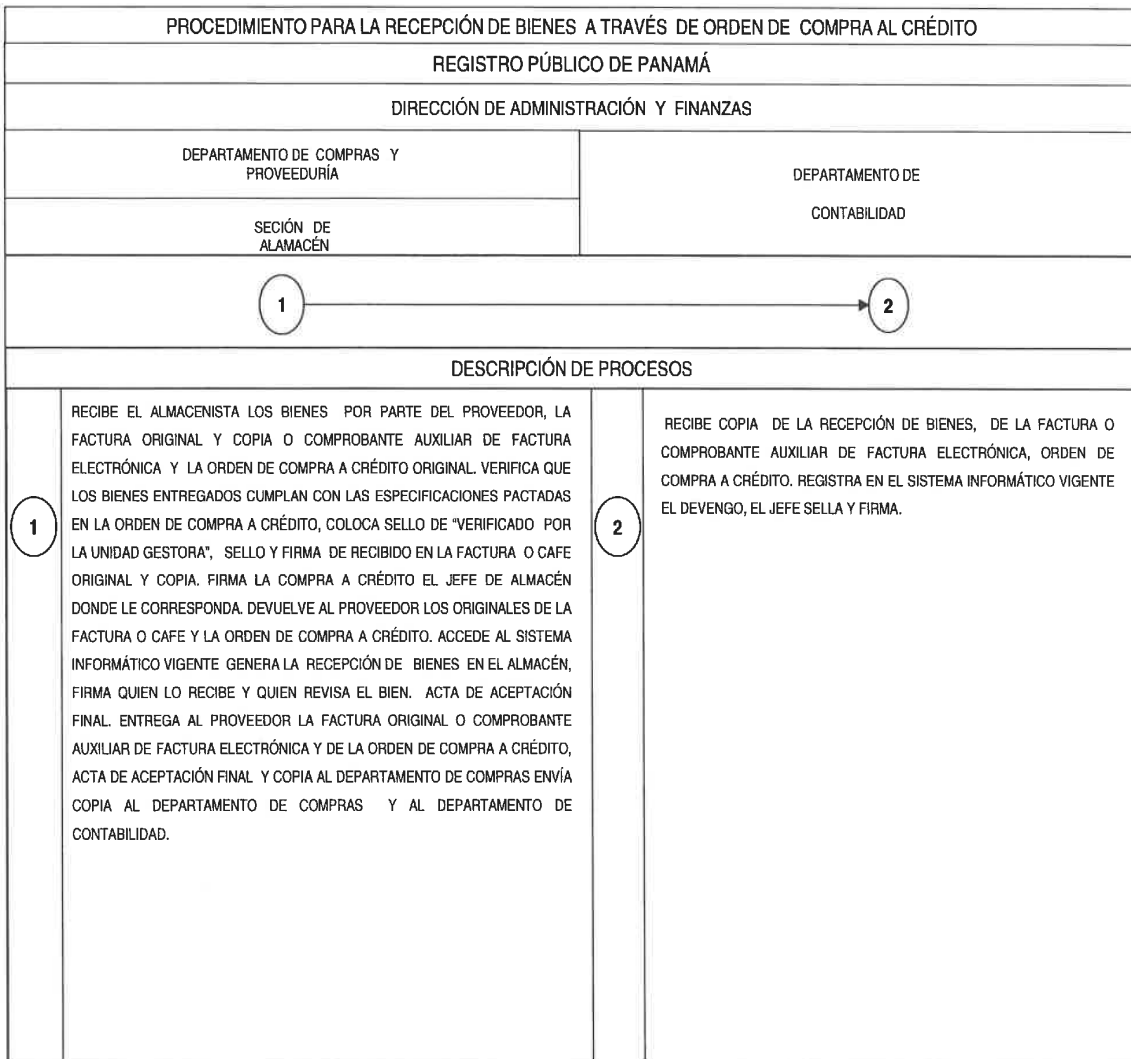 PROCEDIMIENTO PARA LA RECEPCIÓN DE BIENES A TRAVÉS DE ORDEN DE COMPRA AL CRÉDITO
REGISTRO PÚBLICO DE PANAMÁ
DIRECCIÓN DE ADMINISTRACIÓN Y FINANZAS
DEPARTAMENTO DE COMPRAS Y
PROVEEDURÍA
SECIÓN DE
ALAMACÉN
DEPARTAMENTO DE
CONTABILIDAD
1
2
DESCRIPCIÓN DE PROCESOS
1
RECIBE EL ALMACENISTA LOS BIENES POR PARTE DEL PROVEEDOR, LA
FACTURA ORIGINAL Y COPIA O COMPROBANTE AUXILIAR DE FACTURA
ELECTRÓNICA Y LA ORDEN DE COMPRA A CRÉDITO ORIGINAL. VERIFICA QUE
LOS BIENES ENTREGADOS CUMPLAN CON LAS ESPECIFICACIONES PACTADAS
EN LA ORDEN DE COMPRA A CRÉDITO, COLOCA SELLO DE "VERIFICADO POR
LA UNIDAD GESTORA", SELLO Y FIRMA DE RECIBIDO EN LA FACTURA O CAFE
ORIGINAL Y COPIA. FIRMA LA COMPRA A CRÉDITO EL JEFE DE ALMACÉN
DONDE LE CORRESPONDA. DEVUELVE AL PROVEEDOR LOS ORIGINALES DE LA
FACTURA O CAFE Y LA ORDEN DE COMPRA A CRÉDITO. ACCEDE AL SISTEMA
INFORMÁTICO VIGENTE GENERA LA RECEPCIÓN DE BIENES EN EL ALMACÉN,
FIRMA QUIEN LO RECIBE Y QUIEN REVISA EL BIEN. ACTA DE ACEPTACIÓN
FINAL. ENTREGA AL PROVEEDOR LA FACTURA ORIGINAL O COMPROBANTE
AUXILIAR DE FACTURA ELECTRÓNICA Y DE LA ORDEN DE COMPRA A CRÉDITO,
ACTA DE ACEPTACIÓN FINAL Y COPIA AL DEPARTAMENTO DE COMPRAS ENVÍA
COPIA AL DEPARTAMENTO DE COMPRAS Y AL DEPARTAMENTO DE
CONTABILIDAD.
2
RECIBE COPIA DE LA RECEPCIÓN DE BIENES, DE LA FACTURA O
COMPROBANTE AUXILIAR DE FACTURA ELECTRÓNICA, ORDEN DE
COMPRA A CRÉDITO. REGISTRA EN EL SISTEMA INFORMÁTICO VIGENTE
EL DEVENGO, EL JEFE SELLA Y FIRMA.